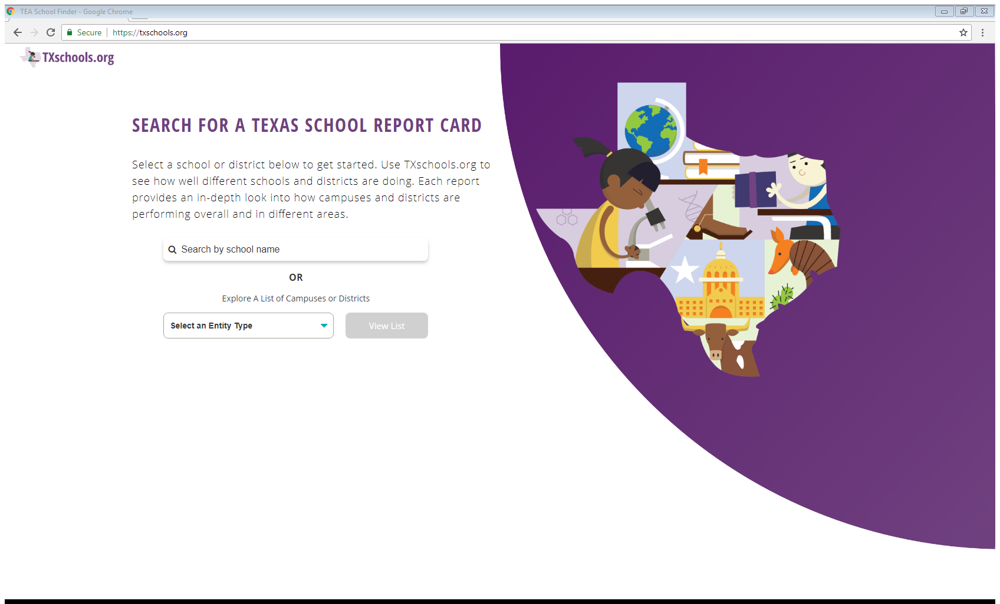 TEA School Finder - Google Chrome
Secure https://txschools.org
TXschools.org
SEARCH FOR A TEXAS SCHOOL REPORT CARD
Select a school or district below to get started. Use TXschools.org to
see how well different schools and districts are doing. Each report
provides an in-depth look into how campuses and districts are
performing overall and in different areas.
Search by school name
OR
Explore A List of Campuses or Districts
Select an Entity Type
View List